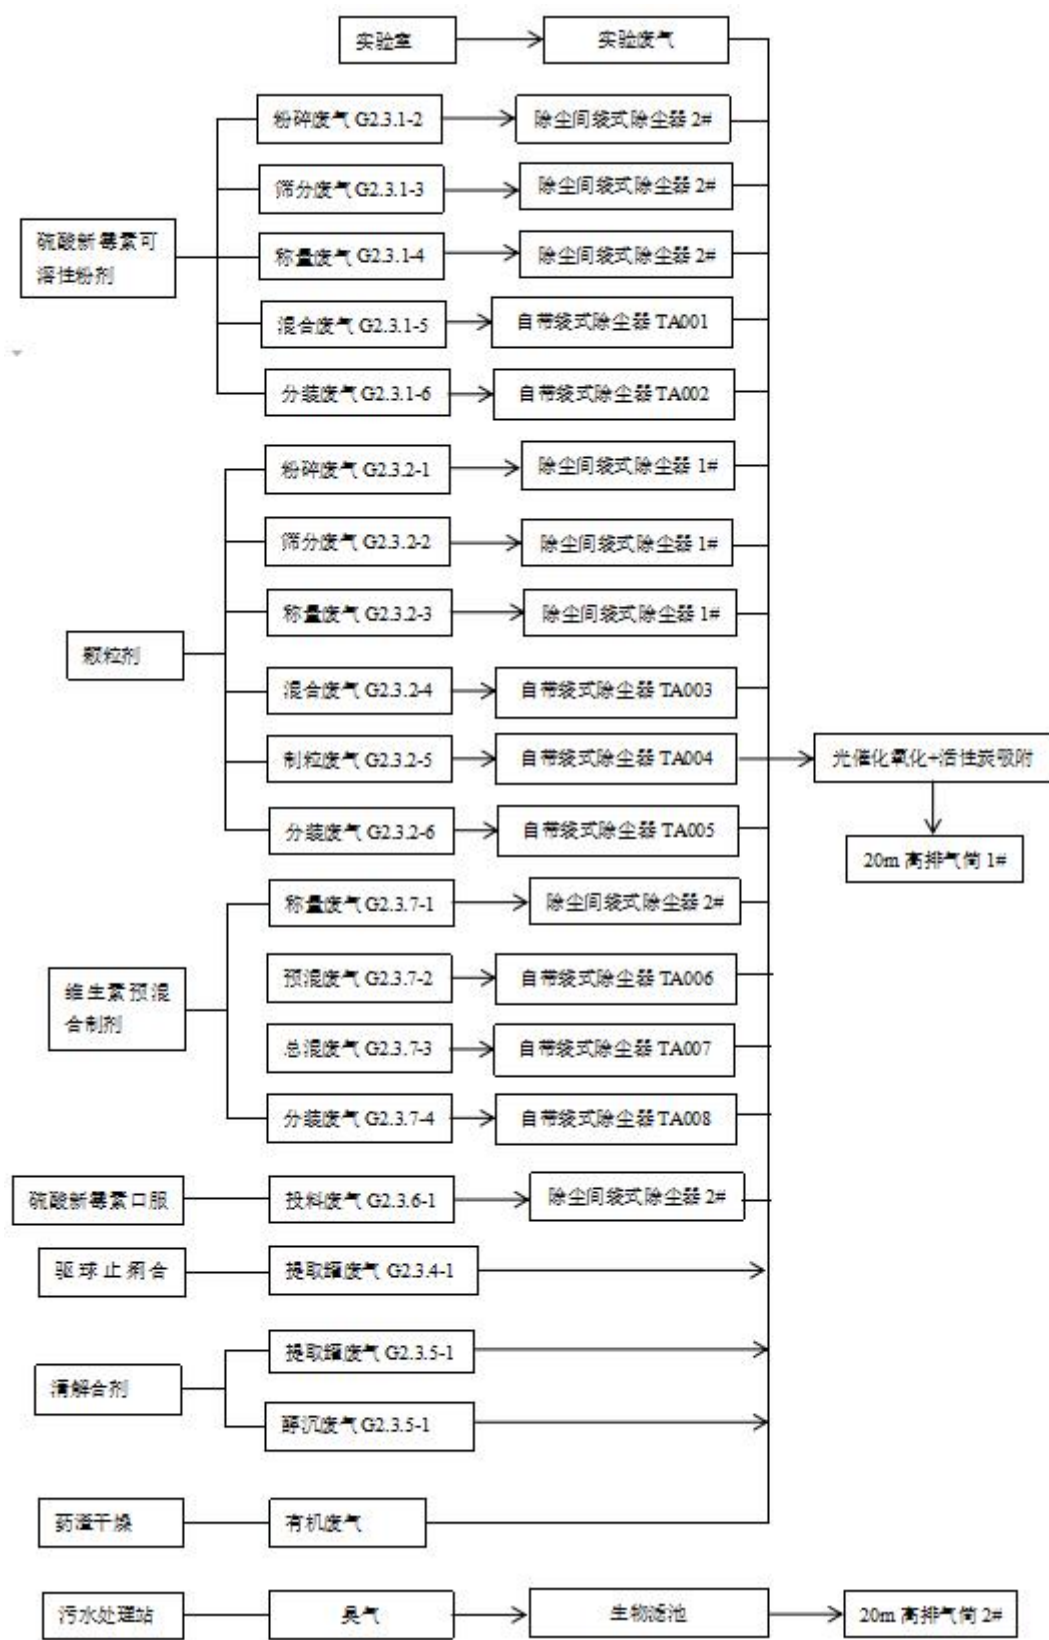 实验室
实验废气
粉碎废气 G2.3.1-2
除尘间袋式除尘器 2#
筛分废气 G2.3.1-3
除尘间袋式除尘器 2#
硫酸新霉素可
溶性粉剂
称量废气 G2.3.1-4
除尘间袋式除尘器 2#
混合废气 G2.3.1-5
自带袋式除尘器 TA001
分装废气 G2.3.1-6
自带袋式除尘器 TA002
粉碎废气 G2.3.2-1
除尘间袋式除尘器 1#
筛分废气 G2.3.2-2
除尘间袋式除尘器 1#
称量废气 G2.3.2-3
除尘间袋式除尘器 1#
颗粒剂
混合废气 G2.3.2-4
自带袋式除尘器 TA003
制粒废气 G2.3.2-5
自带袋式除尘器 TA004
光催化氧化+活性炭吸附
分装废气 G2.3.2-6
自带袋式除尘器 TA005
20m 高排气筒 1#
称量废气 G2.3.7-1
除尘间袋式除尘器 2#
维生素预混
合制剂
预混废气 G2.3.7-2
自带袋式除尘器 TA006
总混废气 G2.3.7-3
自带袋式除尘器 TA007
分装废气 G2.3.7-4
自带袋式除尘器 TA008
硫酸新霉素口服
投料废气 G2.3.6-1
除尘间袋式除尘器 2#
驱球止痢合
提取罐废气 G2.3.4-1
清解合剂
提取罐废气 G2.3.5-1
醇沉废气 G2.3.5-1
药渣干燥
有机废气
污水处理站
臭气
生物滤池
20m 高排气筒 2#